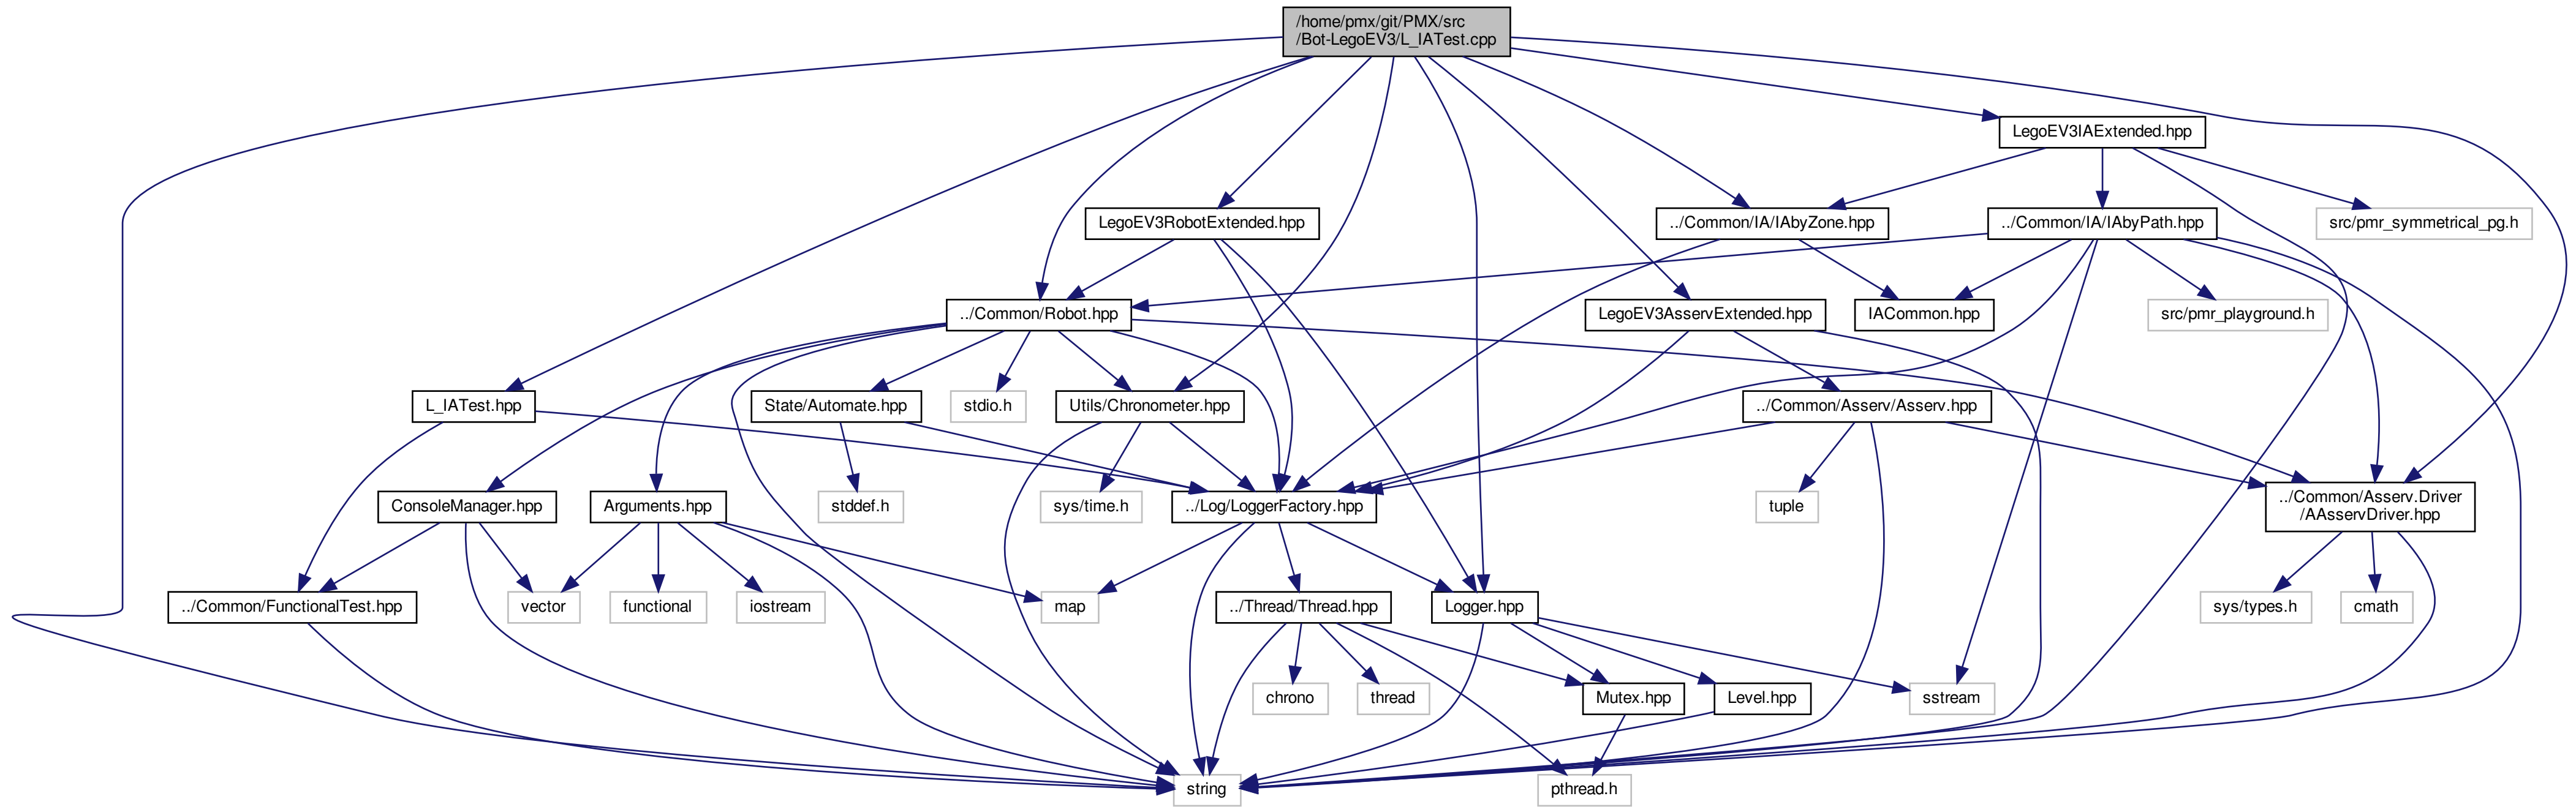 /home/pmx/git/PMX/src
/Bot-LegoEV3/L_IATest.cpp
LegoEV3IAExtended.hpp
LegoEV3RobotExtended.hpp
../Common/IA/IAbyZone.hpp
../Common/IA/IAbyPath.hpp
src/pmr_symmetrical_pg.h
../Common/Robot.hpp
LegoEV3AsservExtended.hpp
IACommon.hpp
src/pmr_playground.h
L_IATest.hpp
State/Automate.hpp
stdio.h
Utils/Chronometer.hpp
../Common/Asserv/Asserv.hpp
ConsoleManager.hpp
Arguments.hpp
stddef.h
sys/time.h
../Log/LoggerFactory.hpp
tuple
../Common/Asserv.Driver
/AAsservDriver.hpp
../Common/FunctionalTest.hpp
vector
functional
iostream
map
../Thread/Thread.hpp
Logger.hpp
sys/types.h
cmath
chrono
thread
Mutex.hpp
Level.hpp
sstream
string
pthread.h